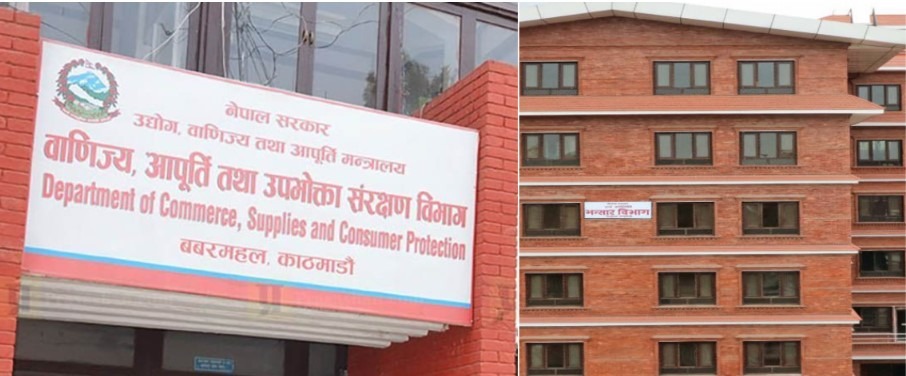 नेपाल सरकार
उद्योग, वाणिज्य तथा आपूर्ति मन्त्रालय
वाणिज्य, आपूर्ति तथा उपभोक्ता संरक्षण विभाग
Department of Commerce, Supplies and Consumer Protection
बबरमहल, काठमाडौं
भन्सार विभाग